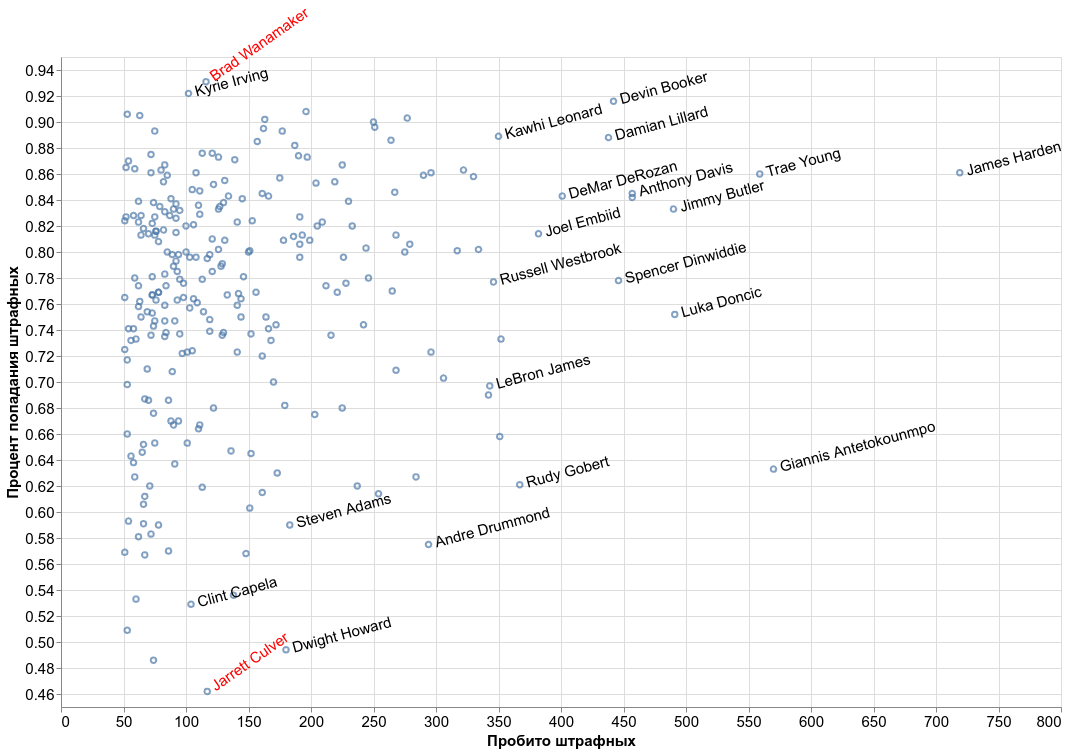 Brad Wanamaker
Kyrie Irving
Devin Booker
Kawhi Leonard
Damian Lillard
James Harden
Trae Young
DeMar DeRozan
Anthony Davis
Jimmy Butler
Joel Embiid
Russell Westbrook
Spencer Dinwiddie
Luka Doncic
LeBron James
Giannis Antetokounmpo
Rudy Gobert
Steven Adams
Andre Drummond
Clint Capela
Dwight Howard
Jarrett Culver
Процент попадания штрафных
0.94
0.92
0.90
0.88
0.86
0.84
0.82
0.80
0.78
0.76
0.74
0.72
0.70
0.68
0.66
0.64
0.62
0.60
0.58
0.56
0.54
0.52
0.50
0.48
0.46
0 50 100 150 200 250 300 350 400 450 500 550 600 650 700 750 800
Пробито штрафных